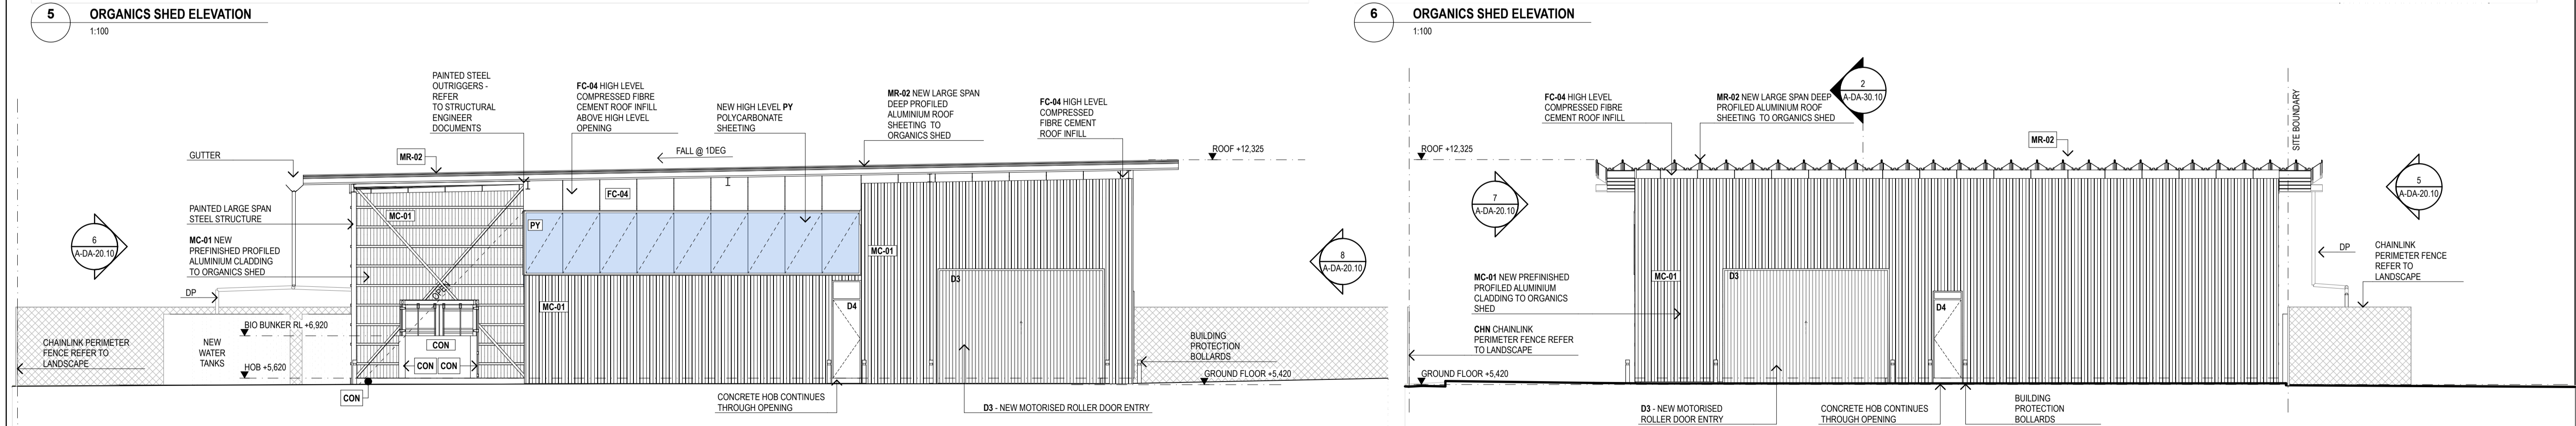 5
ORGANICS SHED ELEVATION
1:100
PAINTED STEEL
OUTRIGGERS -
REFER
TO STRUCTURAL
ENGINEER
DOCUMENTS
FC-04 HIGH LEVEL
COMPRESSED FIBRE
CEMENT ROOF INFILL
ABOVE HIGH LEVEL
OPENING
NEW HIGH LEVEL PY
POLYCARBONATE
SHEETING
MR-02 NEW LARGE SPAN
DEEP PROFILED
ALUMINIUM ROOF
SHEETING TO
ORGANICS SHED
FC-04 HIGH LEVEL
COMPRESSED
FIBRE CEMENT
ROOF INFILL
GUTTER
MR-02
FALL @ 1DEG
ROOF +12,325
FC-04
PAINTED LARGE SPAN
STEEL STRUCTURE
MC-01
PY
6
A-DA-20.10
MC-01 NEW
PREFINISHED PROFILED
ALUMINIUM CLADDING
TO ORGANICS SHED
MC-01
8
A-DA-20.10
D3
DP
OPEN
MC-01
D4
BIO BUNKER RL +6,920
CHAINLINK PERIMETER
FENCE REFER TO
LANDSCAPE
NEW
WATER
TANKS
CON
CON
CON
HOB +5,620
BUILDING
PROTECTION
BOLLARDS
GROUND FLOOR +5,420
CON
CONCRETE HOB CONTINUES
THROUGH OPENING
D3 - NEW MOTORISED ROLLER DOOR ENTRY
6
ORGANICS SHED ELEVATION
1:100
FC-04 HIGH LEVEL
COMPRESSED FIBRE
CEMENT ROOF INFILL
MR-02 NEW LARGE SPAN DEEP
PROFILED ALUMINIUM ROOF
SHEETING TO ORGANICS SHED
2
A-DA-30.10
SITE BOUNDARY
MR-02
ROOF +12,325
7
A-DA-20.10
5
A-DA-20.10
DP
CHAINLINK
PERIMETER FENCE
REFER TO
LANDSCAPE
MC-01 NEW PREFINISHED
PROFILED ALUMINIUM
CLADDING TO ORGANICS
SHED
MC-01
D3
D4
CHN CHAINLINK
PERIMETER FENCE REFER
TO LANDSCAPE
GROUND FLOOR +5,420
D3 - NEW MOTORISED
ROLLER DOOR ENTRY
CONCRETE HOB CONTINUES
THROUGH OPENING
BUILDING
PROTECTION
BOLLARDS